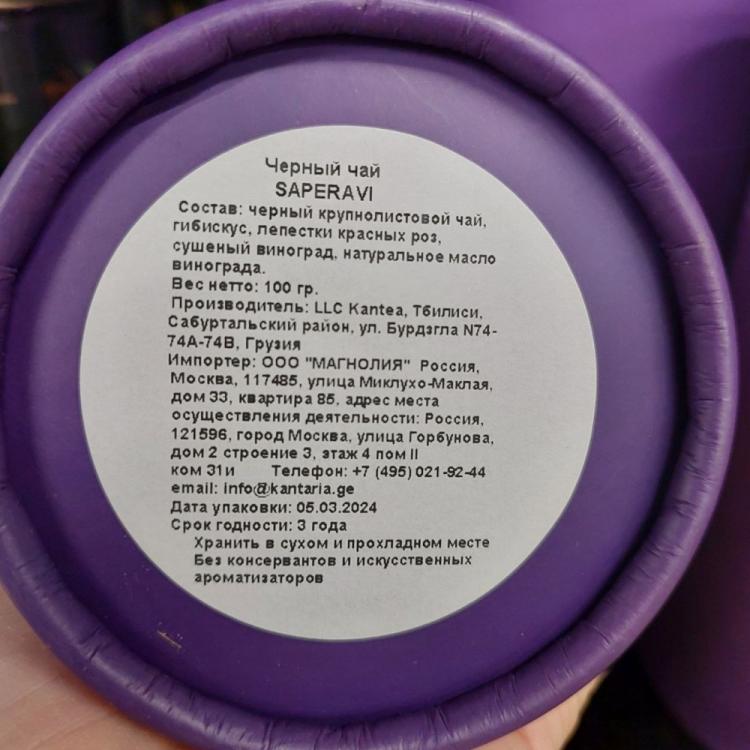 Черный чай
SAPERAVI
Состав: черный крупнолистовой чай,
гибискус, лепестки красных роз,
сушеный виноград, натуральное масло
винограда.
Вес нетто: 100 гр.
Производитель: LLC Kantea, Тбилиси,
Сабуртальский район, ул. Бурдзгла N74-
74А-74В, Грузия
Импортер: ООО "МАГНОЛИЯ" Россия,
Москва, 117485, улица Миклухо-Маклая,
дом 33, квартира 85, адрес места
осуществления деятельности: Россия,
121596, город Москва, улица Горбунова,
дом 2 строение 3, этаж 4 пом II
ком 31и Телефон: +7 (495) 021-92-44
email: info@kantaria.ge
Дата упаковки: 05.03.2024
Срок годности: 3 года
Хранить в сухом и прохладном месте
Без консервантов и искусственных
ароматизаторов